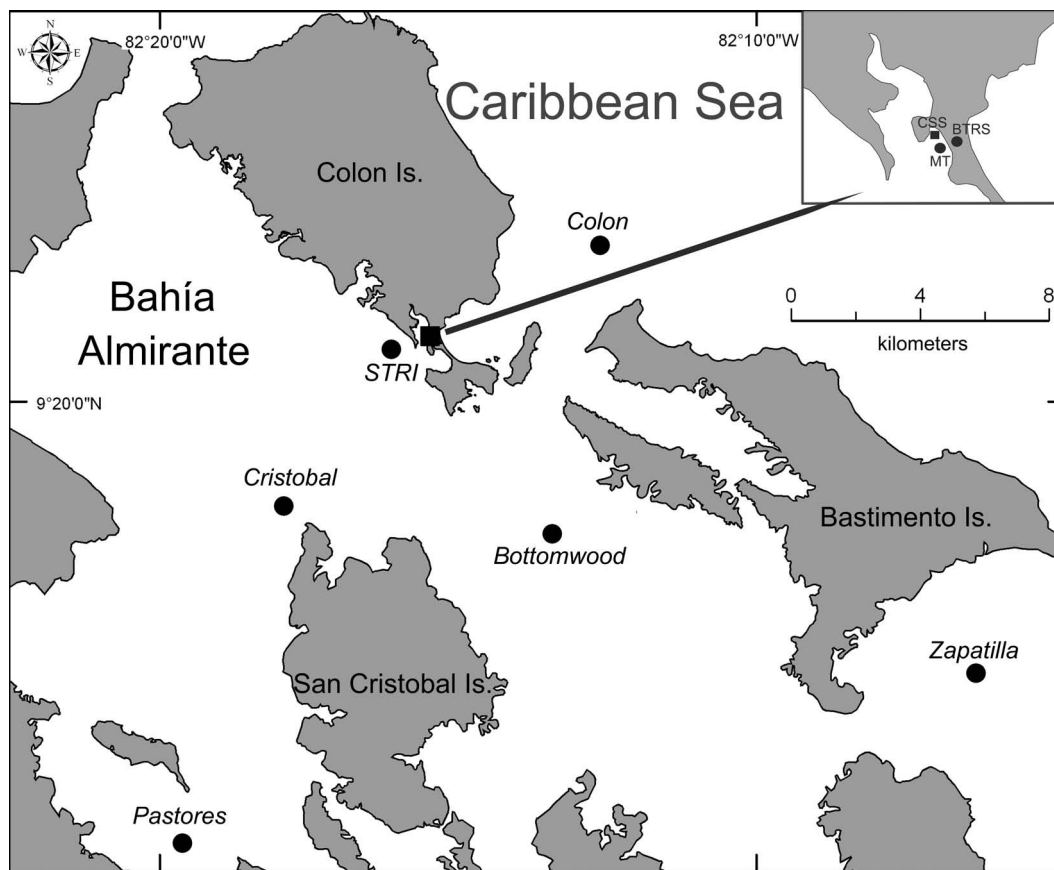 N
W E
S
82°20'0"W
82°10'0"W
Caribbean Sea
CSS
BTRS
MT
Colon Is.
Colon
Bahía
Almirante
0 4 8
kilometers
STRI
9°20'0"N
Cristobal
Bottomwood
Bastimento Is.
Zapatilla
San Cristobal Is.
Pastores